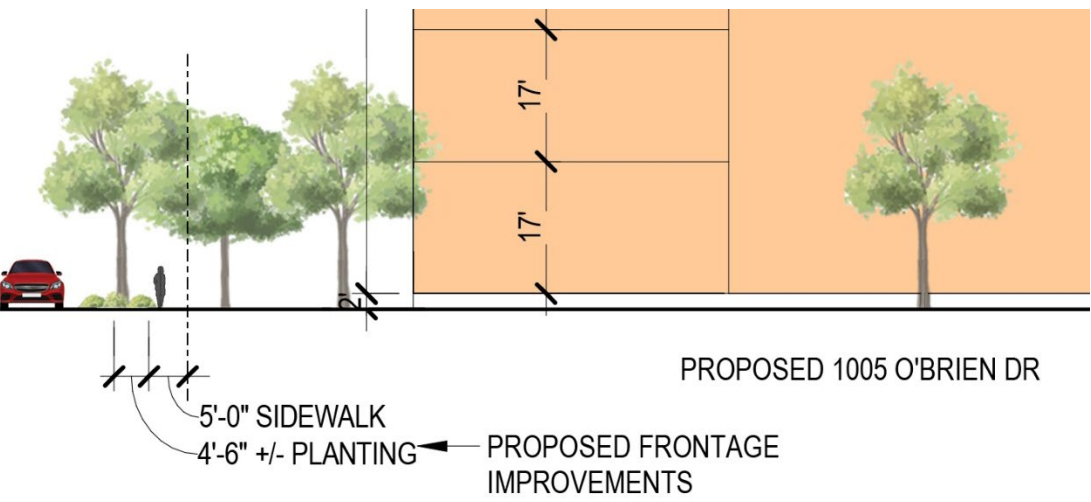 17'
17'
2'
PROPOSED 1005 O'BRIEN DR
5'-0" SIDEWALK
4'-6" +/- PLANTING
PROPOSED FRONTAGE
IMPROVEMENTS